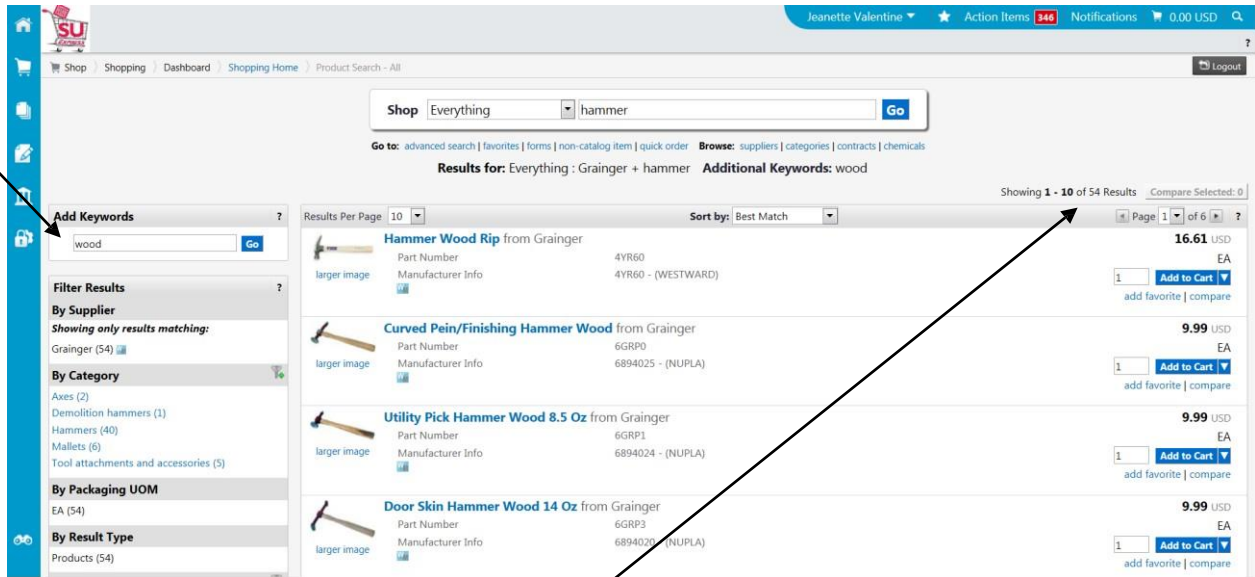 Jeanette Valentine ★ Action Items 346 Notifications 0.00 USD
SU
?
Shop Shopping Dashboard Shopping Home Product Search - All Logout
Shop Everything hammer Go
Go to: advanced search | favorites | forms | non-catalog item | quick order Browse: suppliers | categories | contracts | chemicals
Results for: Everything : Grainger + hammer Additional Keywords: wood
Showing 1 - 10 of 54 Results Compare Selected: 0
Add Keywords ?
wood Go
Filter Results ?
By Supplier
Showing only results matching:
Grainger (54)
By Category
Axes (2)
Demolition hammers (1)
Hammers (40)
Mallets (6)
Tool attachments and accessories (5)
By Packaging UOM
EA (54)
By Result Type
Products (54)
Results Per Page 10 Sort by: Best Match Page 1 of 6 ?
Hammer Wood Rip from Grainger 16.61 USD
Part Number 4YR60 EA
larger image Manufacturer Info 4YR60 - (WESTWARD) 1 Add to Cart
add favorite | compare
Curved Pein/Finishing Hammer Wood from Grainger 9.99 USD
Part Number 6GRP0 EA
larger image Manufacturer Info 6894025 - (NUPLA) 1 Add to Cart
add favorite | compare
Utility Pick Hammer Wood 8.5 Oz from Grainger 9.99 USD
Part Number 6GRP1 EA
larger image Manufacturer Info 6894024 - (NUPLA) 1 Add to Cart
add favorite | compare
Door Skin Hammer Wood 14 Oz from Grainger 9.99 USD
Part Number 6GRP3 EA
larger image Manufacturer Info 6894020 - (NUPLA) 1 Add to Cart
add favorite | compare